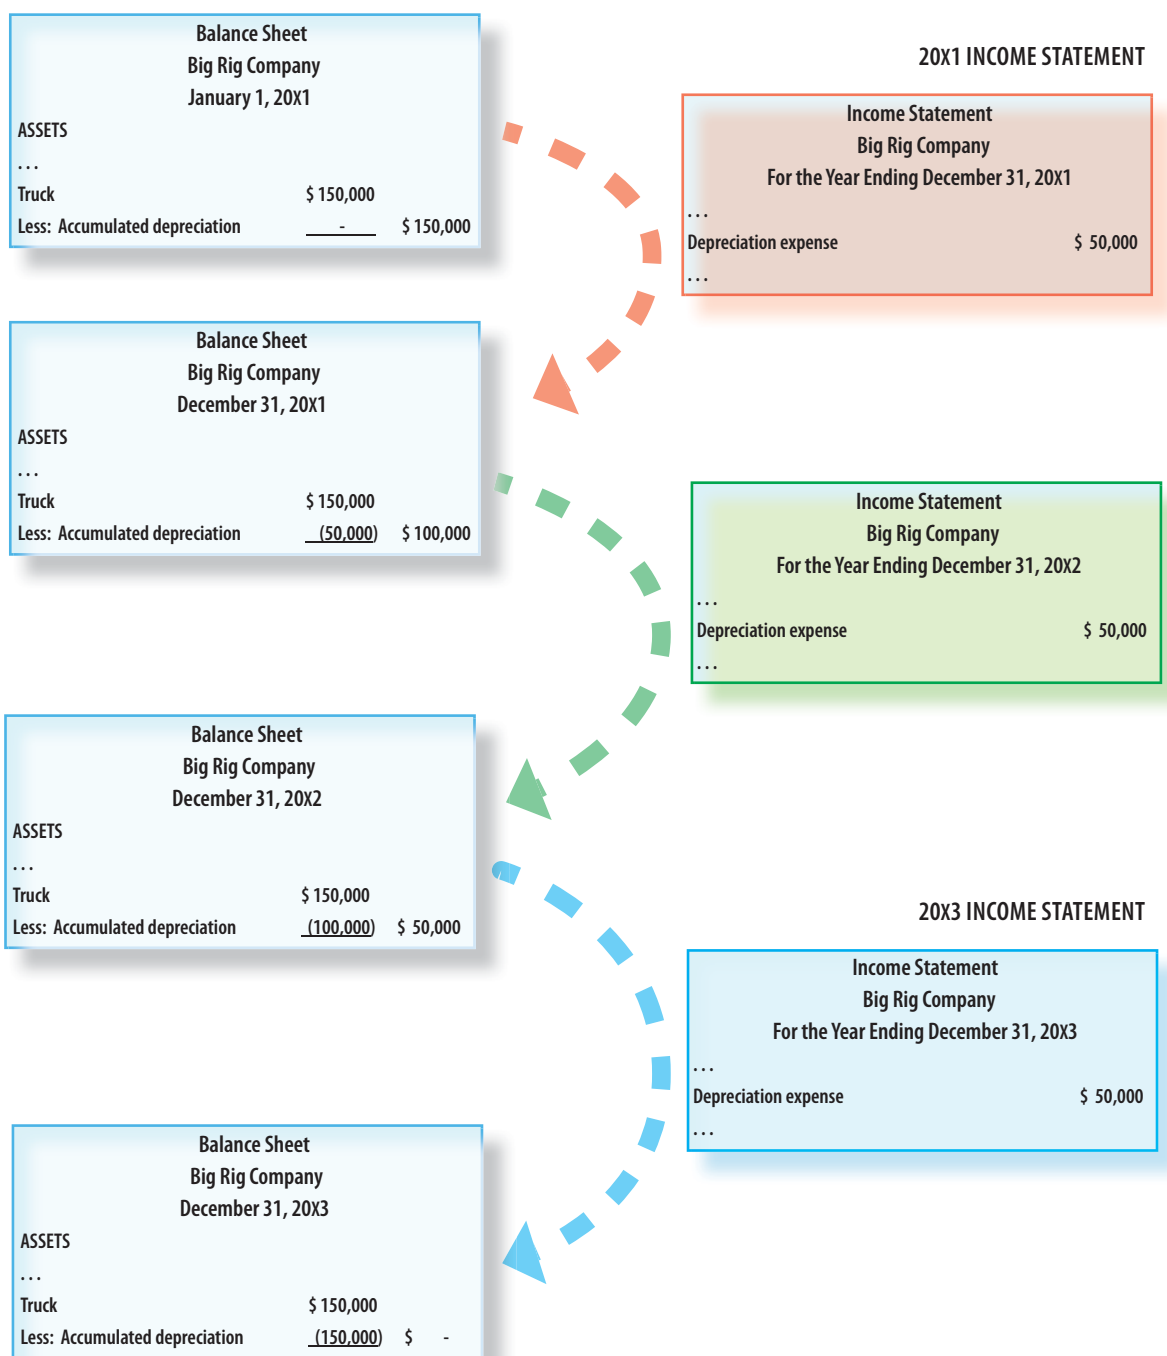 Balance Sheet
Big Rig Company
January 1, 20X1
ASSETS
...
Truck $ 150,000
Less: Accumulated depreciation - $ 150,000
20X1 INCOME STATEMENT
Income Statement
Big Rig Company
For the Year Ending December 31, 20X1
...
Depreciation expense $ 50,000
...
Balance Sheet
Big Rig Company
December 31, 20X1
ASSETS
...
Truck $ 150,000
Less: Accumulated depreciation (50,000) $ 100,000
Income Statement
Big Rig Company
For the Year Ending December 31, 20X2
...
Depreciation expense $ 50,000
...
Balance Sheet
Big Rig Company
December 31, 20X2
ASSETS
...
Truck $ 150,000
Less: Accumulated depreciation (100,000) $ 50,000
20X3 INCOME STATEMENT
Income Statement
Big Rig Company
For the Year Ending December 31, 20X3
...
Depreciation expense $ 50,000
...
Balance Sheet
Big Rig Company
December 31, 20X3
ASSETS
...
Truck $ 150,000
Less: Accumulated depreciation (150,000) $ -